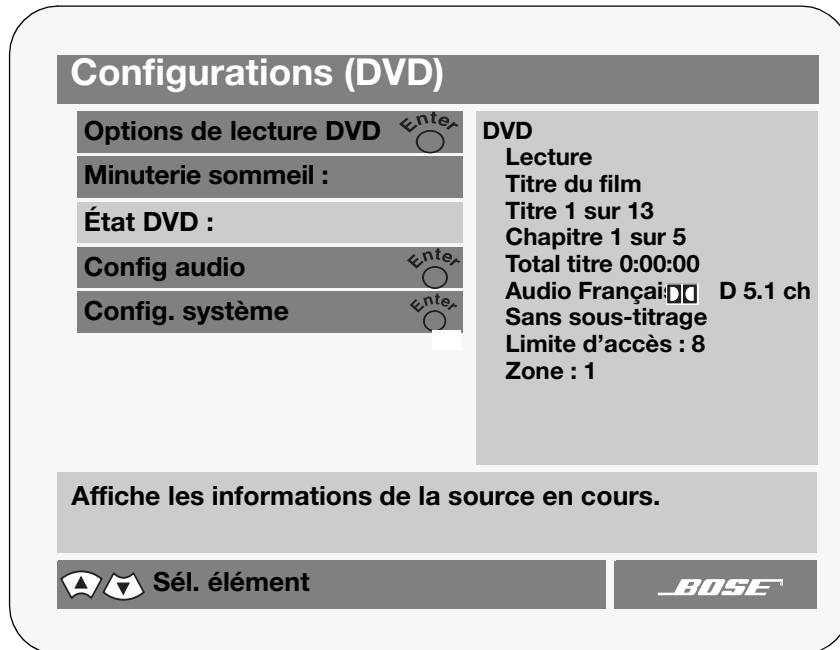 Configurations (DVD)
Options de lecture DVD Enter
Minuterie sommeil :
État DVD :
Config audio Enter
Config. système Enter
DVD
Lecture
Titre du film
Titre 1 sur 13
Chapitre 1 sur 5
Total titre 0:00:00
Audio Françai D 5.1 ch
Sans sous-titrage
Limite d'accès : 8
Zone : 1
Affiche les informations de la source en cours.
Sél. élément
BOSE